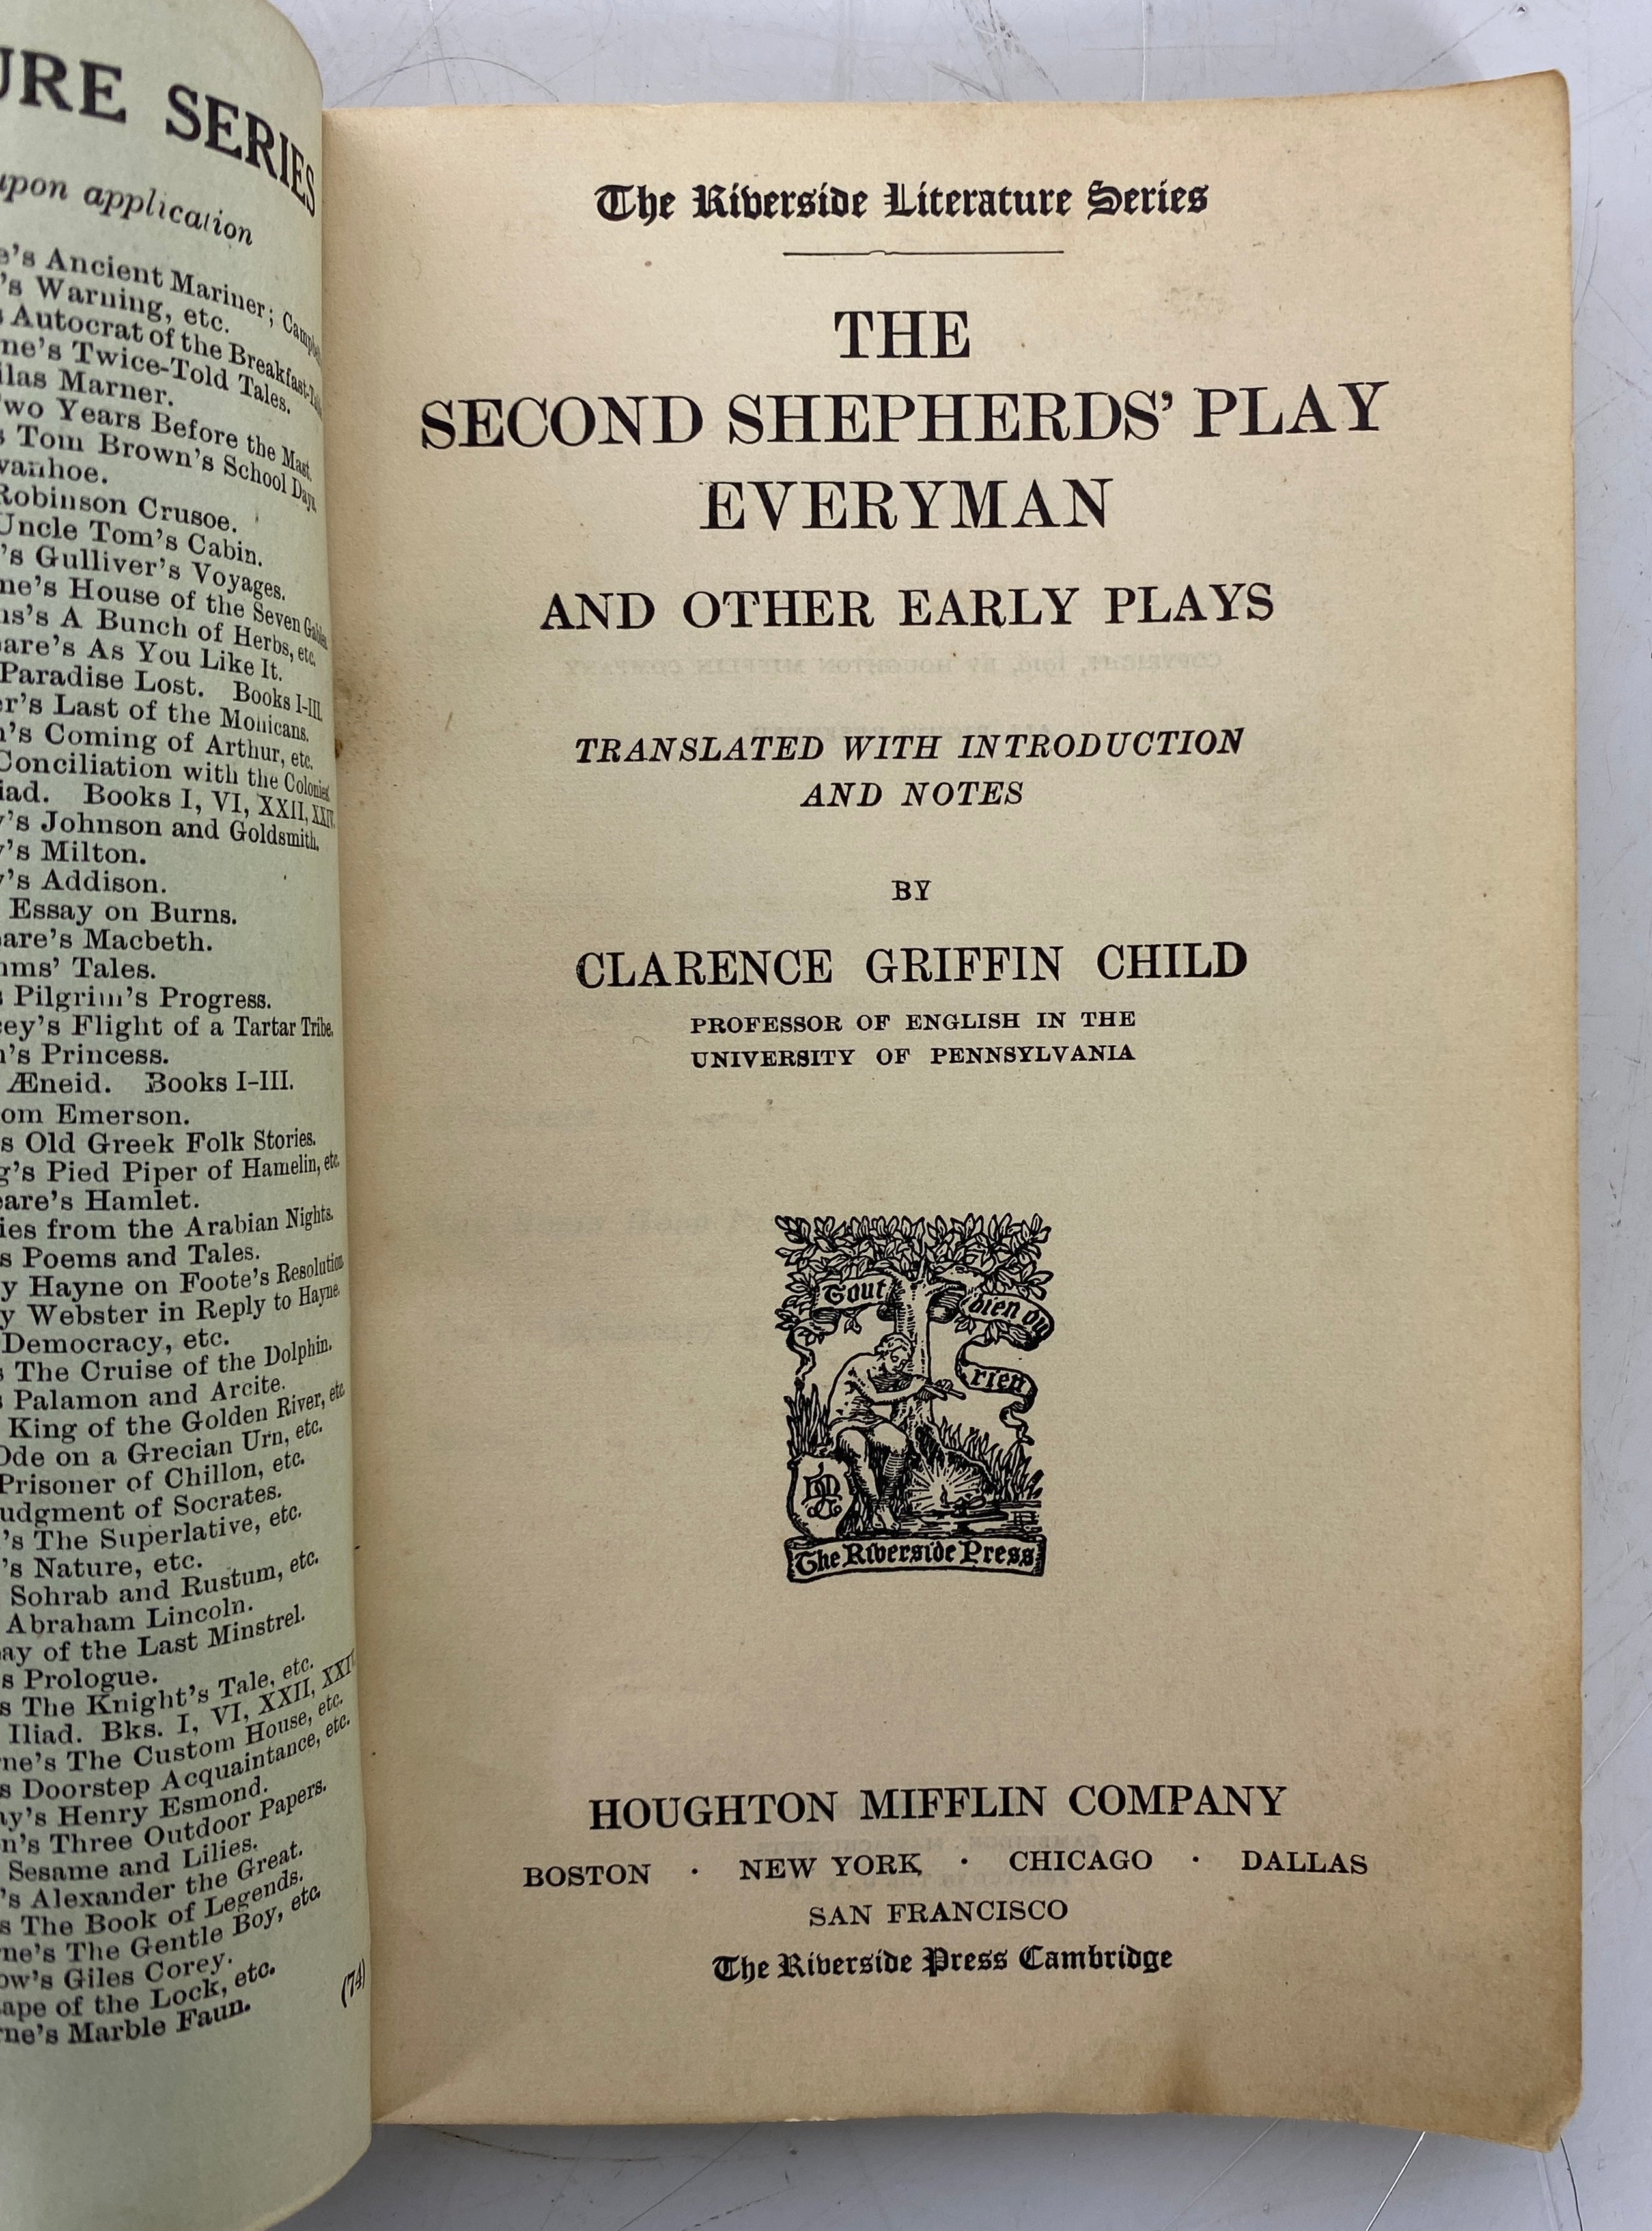 URE SERIES
upon application
e's Ancient Mariner;
's Warning, etc.
s Autocrat of the Breakfast-
ne's Twice-Told Tales.
ilas Marner.
wo Years Before the Mast.
s Tom Brown's School Days.
vanhoe.
Robinson Crusoe.
Uncle Tom's Cabin.
's Gulliver's Voyages.
ne's House of the Seven Gables
ns's A Bunch of Herbs, etc.
eare's As You Like It.
Paradise Lost. Books I-III.
er's Last of the Mohicans.
n's Coming of Arthur, etc.
Conciliation with the Colonies.
iad. Books I, VI, XXII, XXIV.
y's Johnson and Goldsmith.
y's Milton.
y's Addison.
Essay on Burns.
eare's Macbeth.
mms' Tales.
s Pilgrim's Progress.
cey's Flight of a Tartar Tribe.
n's Princess.
Æneid. Books I-III.
om Emerson.
s Old Greek Folk Stories.
g's Pied Piper of Hamelin, etc.
eare's Hamlet.
ies from the Arabian Nights.
s Poems and Tales.
y Hayne on Foote's Resolution
y Webster in Reply to Hayne.
Democracy, etc.
s The Cruise of the Dolphin.
s Palamon and Arcite.
King of the Golden River, etc.
Ode on a Grecian Urn, etc.
Prisoner of Chillon, etc.
udgment of Socrates.
's The Superlative, etc.
's Nature, etc.
Sohrab and Rustum, etc.
Abraham Lincoln.
ay of the Last Minstrel.
s Prologue.
s The Knight's Tale, etc.
Iliad. Bks. I, VI, XXII, XXIV.
rne's The Custom House, etc.
s Doorstep Acquaintance, etc.
ay's Henry Esmond.
n's Three Outdoor Papers.
Sesame and Lilies.
's Alexander the Great.
s The Book of Legends.
rne's The Gentle Boy, etc.
ow's Giles Corey.
ape of the Lock, etc.
rne's Marble Faun.
(74)
The Riverside Literature Series
THE
SECOND SHEPHERDS' PLAY
EVERYMAN
AND OTHER EARLY PLAYS
TRANSLATED WITH INTRODUCTION
AND NOTES
BY
CLARENCE GRIFFIN CHILD
PROFESSOR OF ENGLISH IN THE
UNIVERSITY OF PENNSYLVANIA
Tout
bien ou
rien
The Riverside Press
HOUGHTON MIFFLIN COMPANY
BOSTON · NEW YORK · CHICAGO · DALLAS
SAN FRANCISCO
The Riverside Press Cambridge